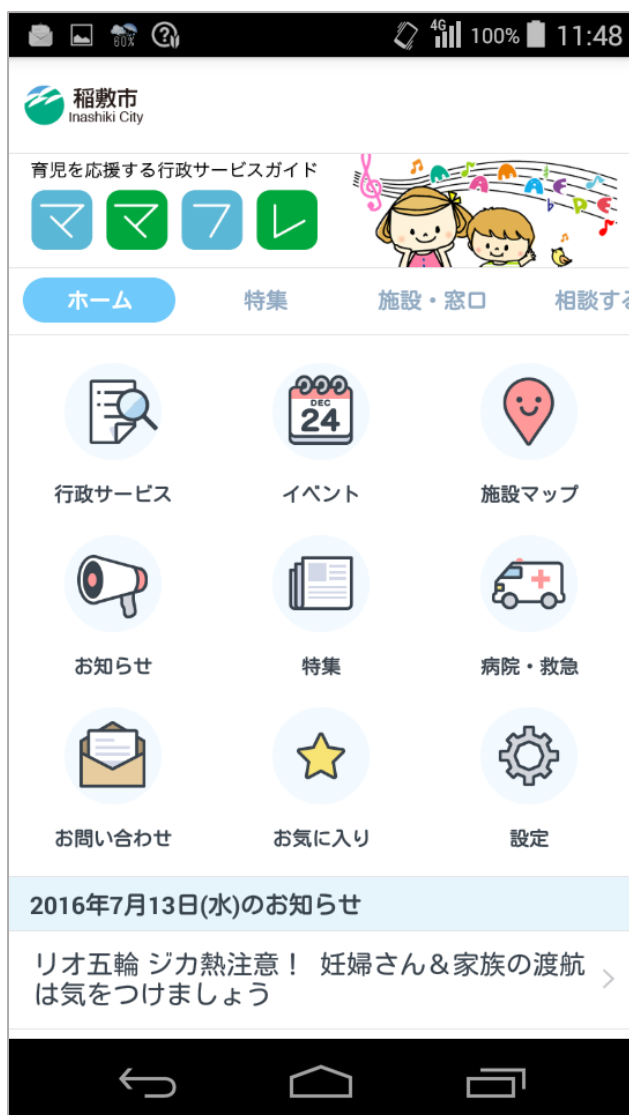 80%
4G
100%
11:48
稲敷市
Inashiki City
育児を応援する行政サービスガイド
ママフレ
MAMAFRE
ホーム
特集
施設・窓口
相談する
DEC
24
行政サービス
イベント
施設マップ
お知らせ
特集
病院・救急
お問い合わせ
お気に入り
設定
2016年7月13日(水)のお知らせ
リオ五輪 ジカ熱注意！ 妊婦さん＆家族の渡航
は気をつけましょう